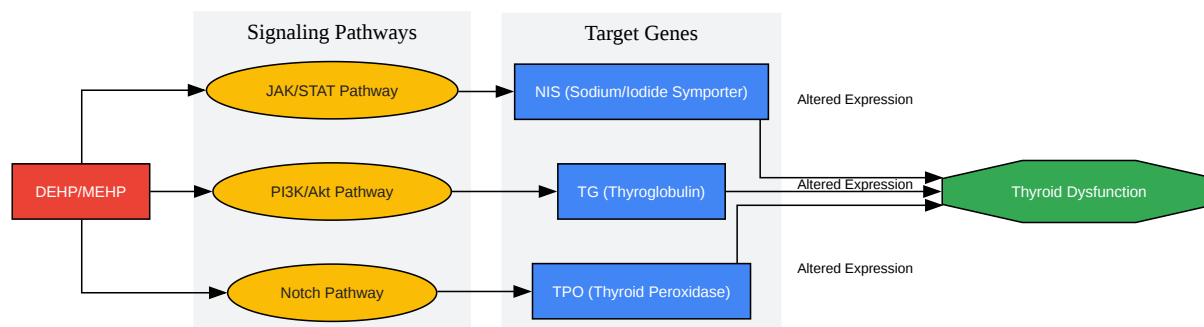 Signaling Pathways
Target Genes
JAK/STAT Pathway
NIS (Sodium/Iodide Symporter)
Altered Expression
DEHP/MEHP
PI3K/Akt Pathway
TG (Thyroglobulin)
Altered Expression
Thyroid Dysfunction
Notch Pathway
TPO (Thyroid Peroxidase)
Altered Expression